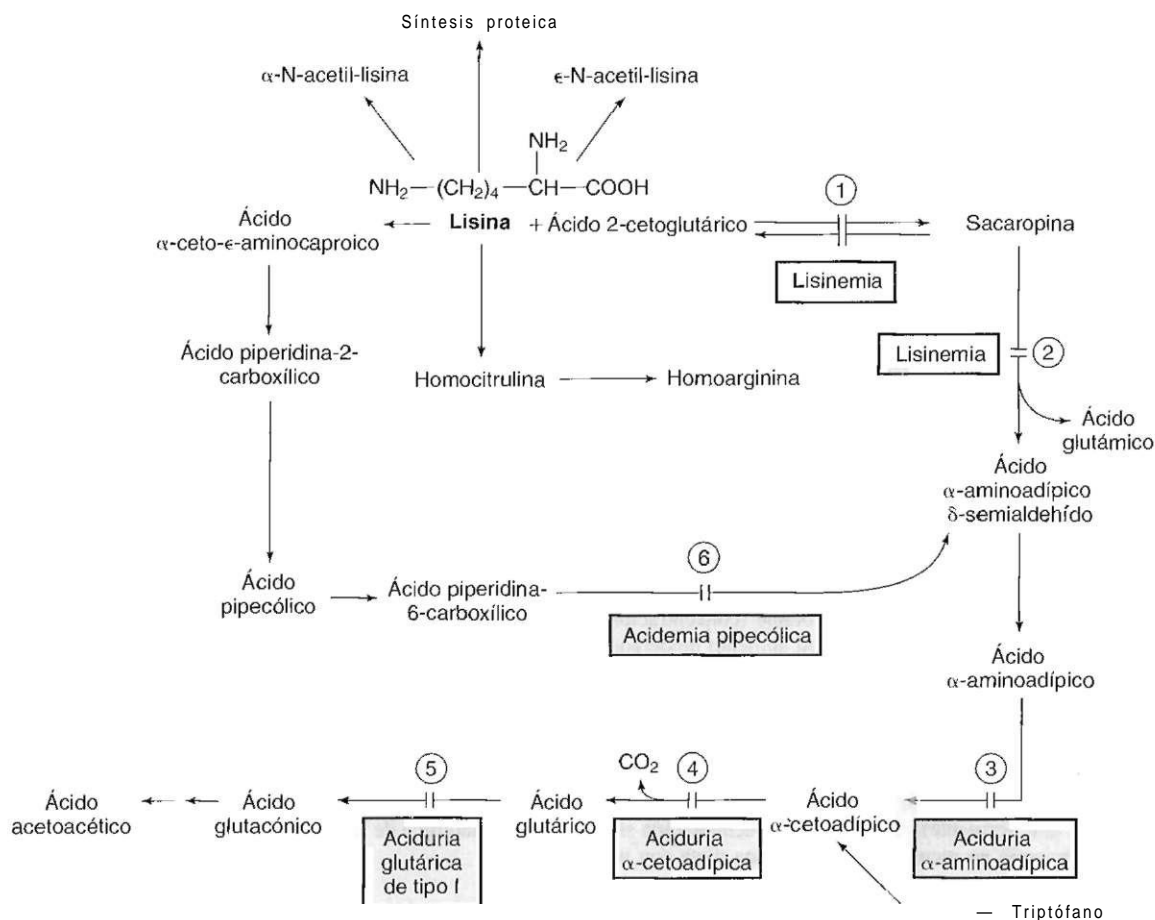 Síntesis proteica
α-N-acetil-lisina
ϵ-N-acetil-lisina
NH₂
NH₂—(CH₂)₄—CH—COOH
Ácido
α-ceto-ϵ-aminocaproico
Lisina + Ácido 2-cetoglutárico
1
Sacaropina
Lisinemia
Ácido piperidina-2-
carboxílico
Homocitrulina
Homoarginina
Lisinemia
2
Ácido
glutámico
Ácido
α-aminoadípico
δ-semialdehído
Ácido
pipecólico
Ácido piperidina-
6-carboxílico
6
Acidemia pipecólica
Ácido
α-aminoadípico
Ácido
acetoacético
Ácido
glutacónico
5
Aciduria
glutárica
de tipo I
Ácido
glutárico
CO₂
4
Aciduria
α-cetoadípica
Ácido
α-cetoadípico
3
Aciduria
α-aminoadípica
— Triptófano